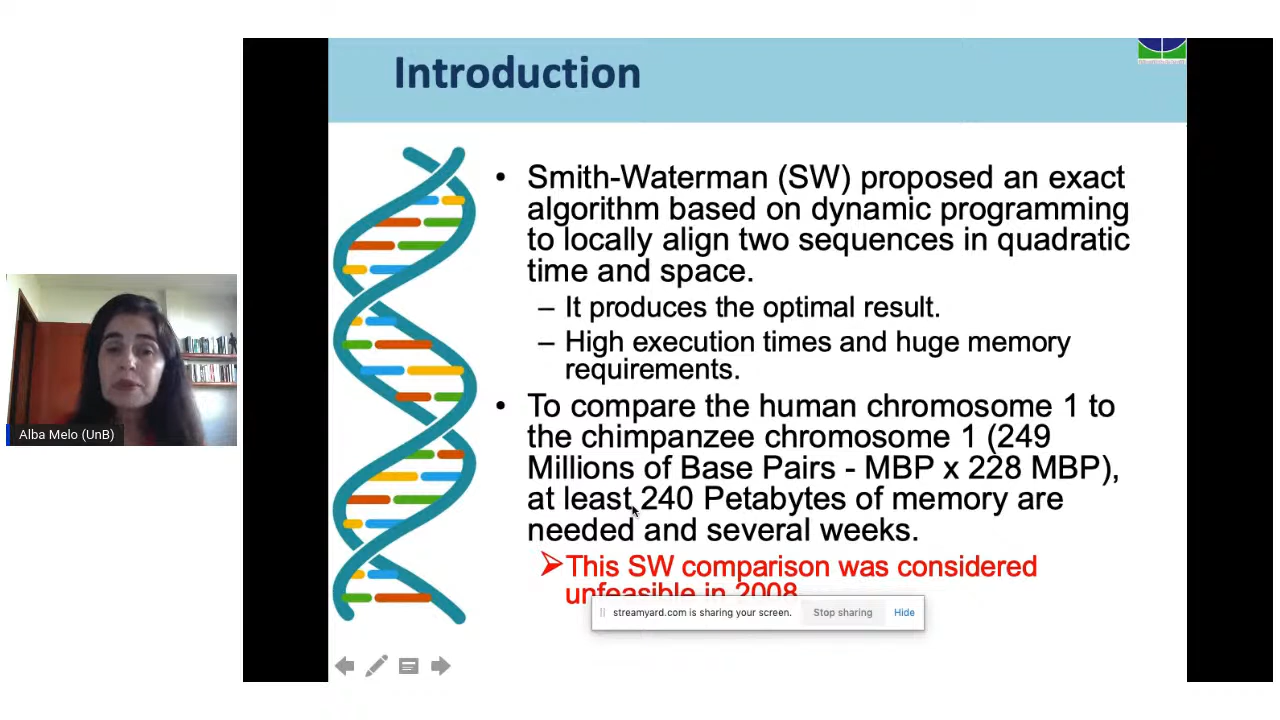 Introduction
• Smith-Waterman (SW) proposed an exact
algorithm based on dynamic programming
to locally align two sequences in quadratic
time and space.
– It produces the optimal result.
– High execution times and huge memory
requirements.
• To compare the human chromosome 1 to
the chimpanzee chromosome 1 (249
Millions of Base Pairs - MBP x 228 MBP),
at least 240 Petabytes of memory are
needed and several weeks.
➢This SW comparison was considered
unfeasible in 2008
streamyard.com is sharing your screen. Stop sharing Hide
Alba Melo (UnB)